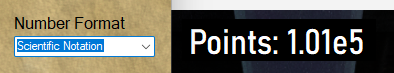 Number Format
Scientific Notation
Points: 1.01e5